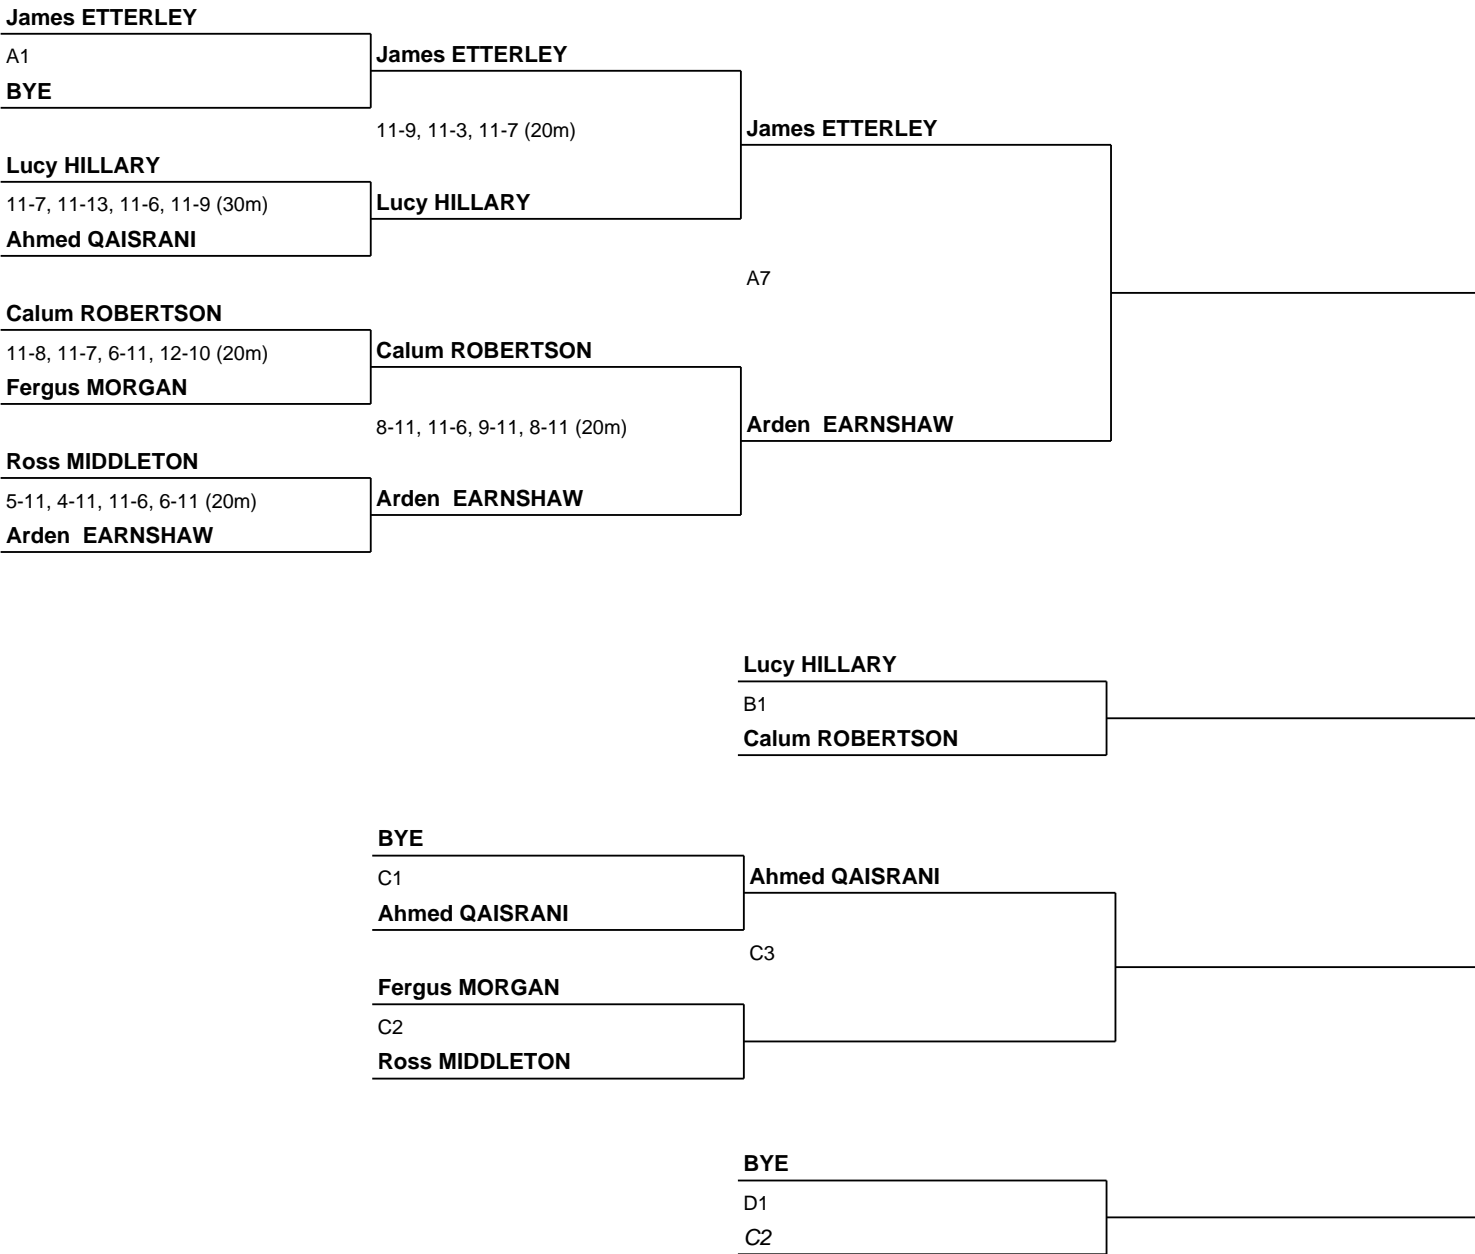 James ETTERLEY
A1
BYE
James ETTERLEY
11-9, 11-3, 11-7 (20m)
James ETTERLEY
Lucy HILLARY
11-7, 11-13, 11-6, 11-9 (30m)
Ahmed QAISRANI
Lucy HILLARY
A7
Calum ROBERTSON
11-8, 11-7, 6-11, 12-10 (20m)
Fergus MORGAN
Calum ROBERTSON
8-11, 11-6, 9-11, 8-11 (20m)
Arden  EARNSHAW
Ross MIDDLETON
5-11, 4-11, 11-6, 6-11 (20m)
Arden  EARNSHAW
Arden  EARNSHAW
Lucy HILLARY
B1
Calum ROBERTSON
BYE
C1
Ahmed QAISRANI
Ahmed QAISRANI
C3
Fergus MORGAN
C2
Ross MIDDLETON
BYE
D1
C2